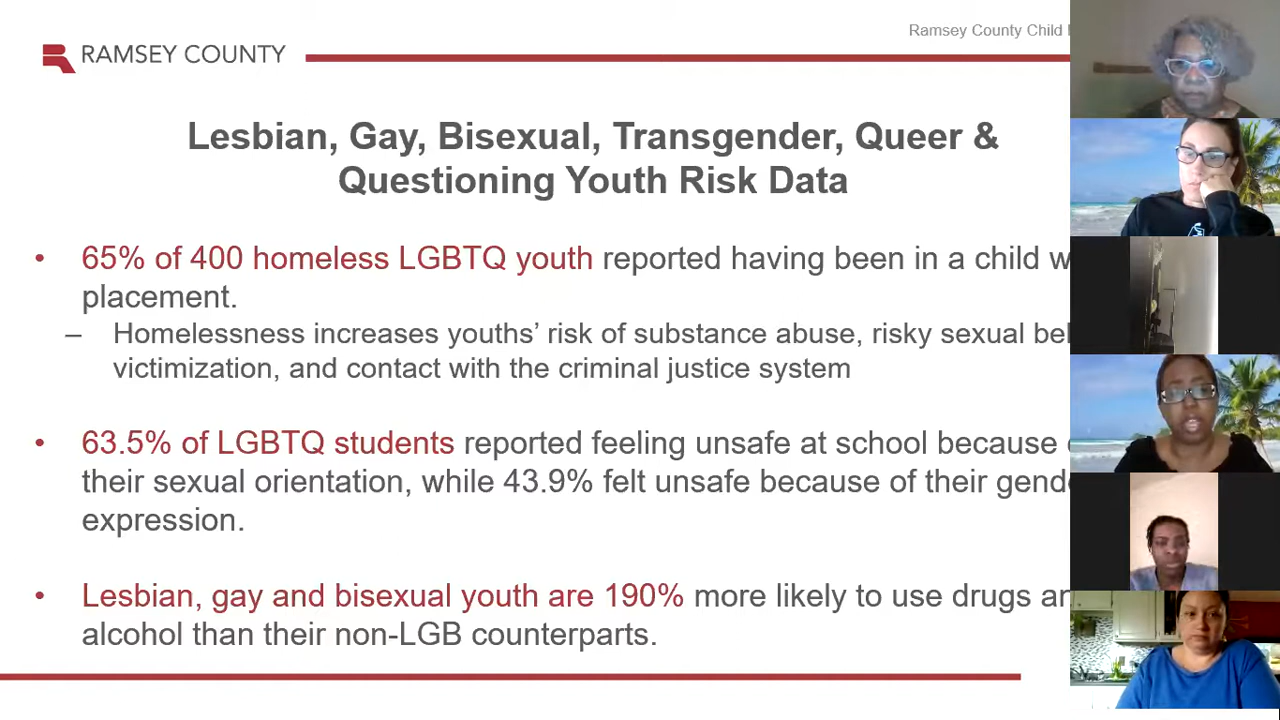 Ramsey County Child
RAMSEY COUNTY
Lesbian, Gay, Bisexual, Transgender, Queer &
Questioning Youth Risk Data
• 65% of 400 homeless LGBTQ youth reported having been in a child
placement.
– Homelessness increases youths’ risk of substance abuse, risky sexual
victimization, and contact with the criminal justice system
• 63.5% of LGBTQ students reported feeling unsafe at school because
their sexual orientation, while 43.9% felt unsafe because of their
expression.
• Lesbian, gay and bisexual youth are 190% more likely to use drugs
alcohol than their non-LGB counterparts.